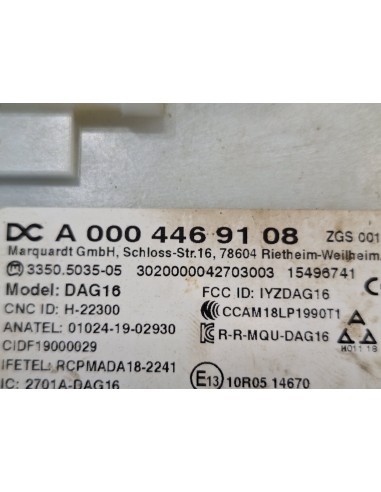 DC A 000 446 91 08 ZGS 001
Marquardt GmbH, Schloss-Str.16, 78604 Rietheim-Weilheim,
M 3350.5035-05 3020000042703003 15496741
Model: DAG16 FCC ID: IYZDAG16
CNC ID: H-22300 CCAM18LP1990T1
ANATEL: 01024-19-02930 R-R-MQU-DAG16
CIDF19000029 H011 18
IFETEL: RCPMADA18-2241
IC: 2701A-DAG16 E13 10R05 14670